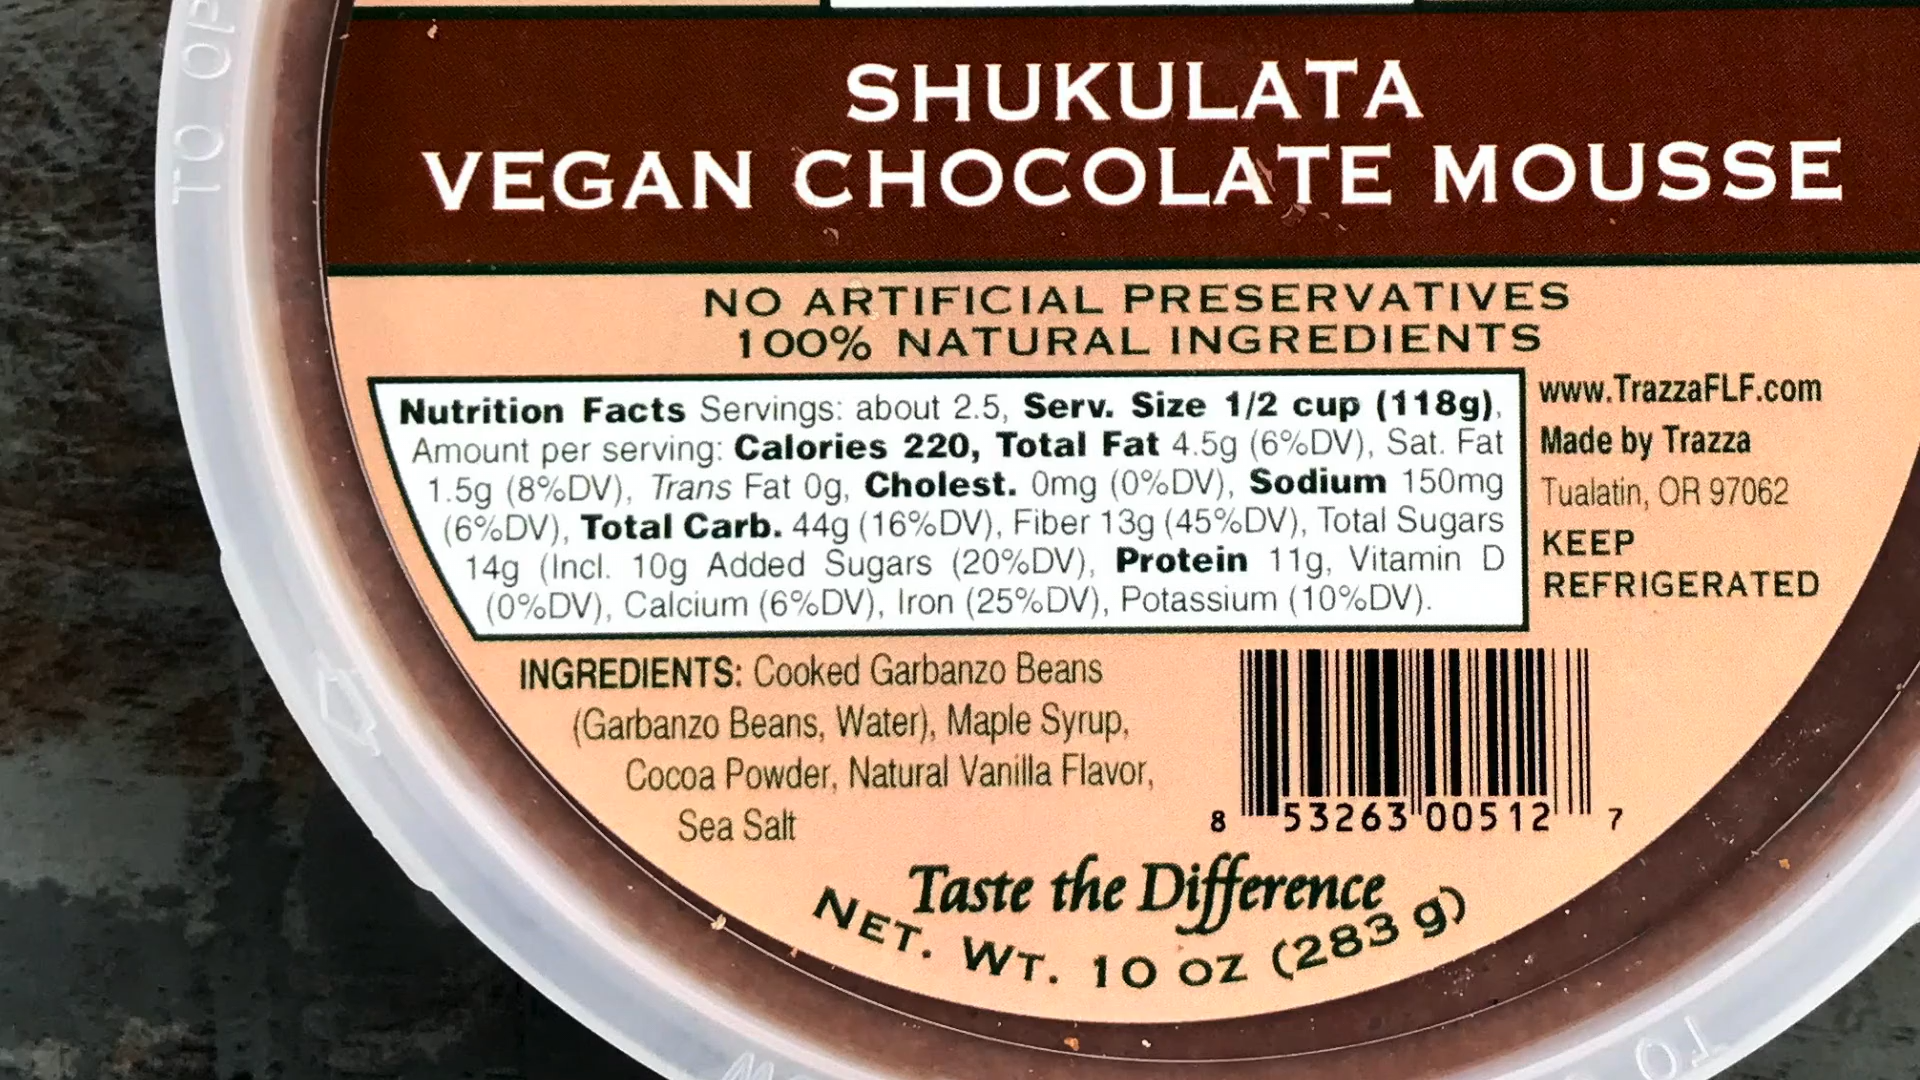 SHUKULATA
VEGAN CHOCOLATE MOUSSE
NO ARTIFICIAL PRESERVATIVES
100% NATURAL INGREDIENTS
Nutrition Facts Servings: about 2.5, Serv. Size 1/2 cup (118g),
Amount per serving: Calories 220, Total Fat 4.5g (6%DV), Sat. Fat
1.5g (8%DV), Trans Fat 0g, Cholest. 0mg (0%DV), Sodium 150mg
(6%DV), Total Carb. 44g (16%DV), Fiber 13g (45%DV), Total Sugars
14g (Incl. 10g Added Sugars (20%DV), Protein 11g, Vitamin D
(0%DV), Calcium (6%DV), Iron (25%DV), Potassium (10%DV).
www.TrazzaFLF.com
Made by Trazza
Tualatin, OR 97062
KEEP
REFRIGERATED
INGREDIENTS: Cooked Garbanzo Beans
(Garbanzo Beans, Water), Maple Syrup,
Cocoa Powder, Natural Vanilla Flavor,
Sea Salt
8 53263 00512 7
Taste the Difference
NET. WT. 10 OZ (283 g)
TO